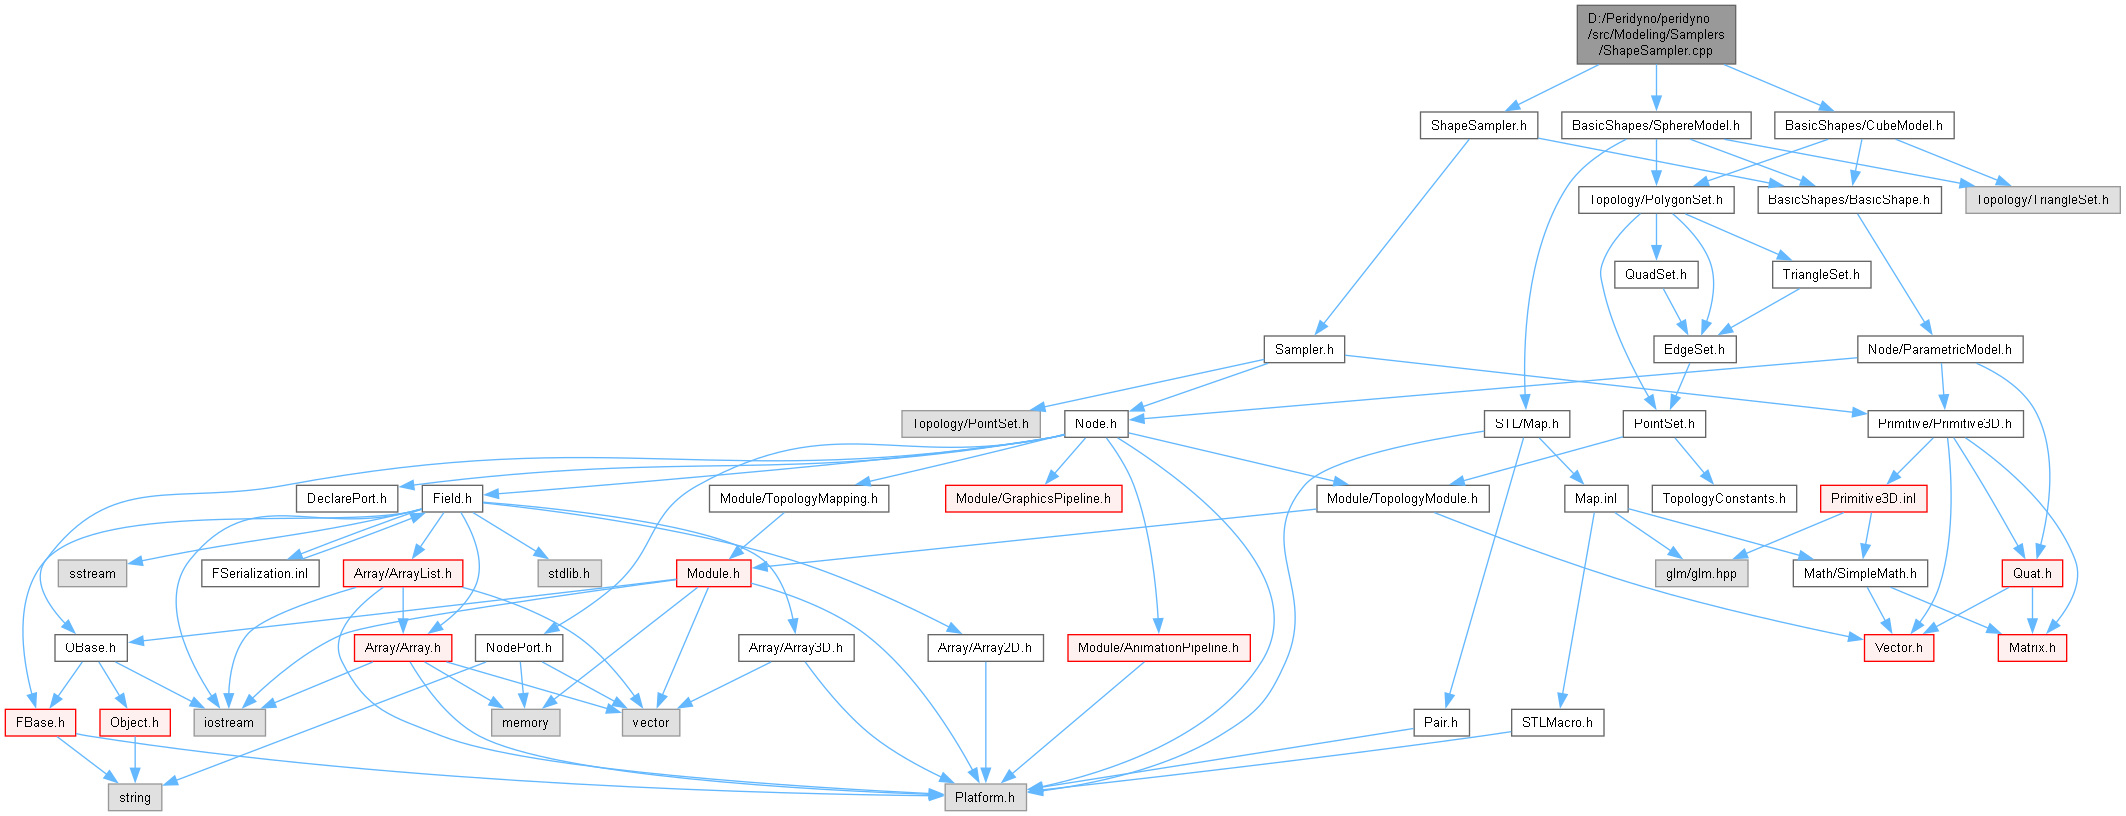 D:/Peridyno/peridyno
/src/Modeling/Samplers
/ShapeSampler.cpp
ShapeSampler.h
BasicShapes/SphereModel.h
BasicShapes/CubeModel.h
Topology/PolygonSet.h
BasicShapes/BasicShape.h
Topology/TriangleSet.h
QuadSet.h
TriangleSet.h
Sampler.h
EdgeSet.h
Node/ParametricModel.h
Topology/PointSet.h
Node.h
STL/Map.h
PointSet.h
Primitive/Primitive3D.h
DeclarePort.h
Field.h
Module/TopologyMapping.h
Module/GraphicsPipeline.h
Module/TopologyModule.h
Map.inl
TopologyConstants.h
Primitive3D.inl
sstream
FSerialization.inl
Array/ArrayList.h
stdlib.h
Module.h
glm/glm.hpp
Math/SimpleMath.h
Quat.h
OBase.h
Array/Array.h
NodePort.h
Array/Array3D.h
Array/Array2D.h
Module/AnimationPipeline.h
Vector.h
Matrix.h
FBase.h
Object.h
iostream
memory
vector
Pair.h
STLMacro.h
string
Platform.h